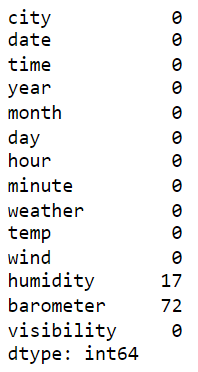 city 0
date 0
time 0
year 0
month 0
day 0
hour 0
minute 0
weather 0
temp 0
wind 0
humidity 17
barometer 72
visibility 0
dtype: int64